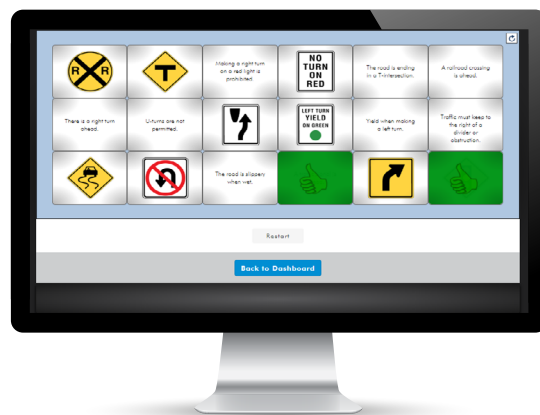 R R
Making a right turn
on a red light is
prohibited.
NO
TURN
ON
RED
The road is ending
in a T-intersection.
A railroad crossing
is ahead.
There is a right turn
ahead.
U-turns are not
permitted.
LEFT TURN
YIELD
ON GREEN
Yield when making
a left turn.
Traffic must keep to
the right of a
divider or
obstruction.
The road is slippery
when wet.
Restart
Back to Dashboard